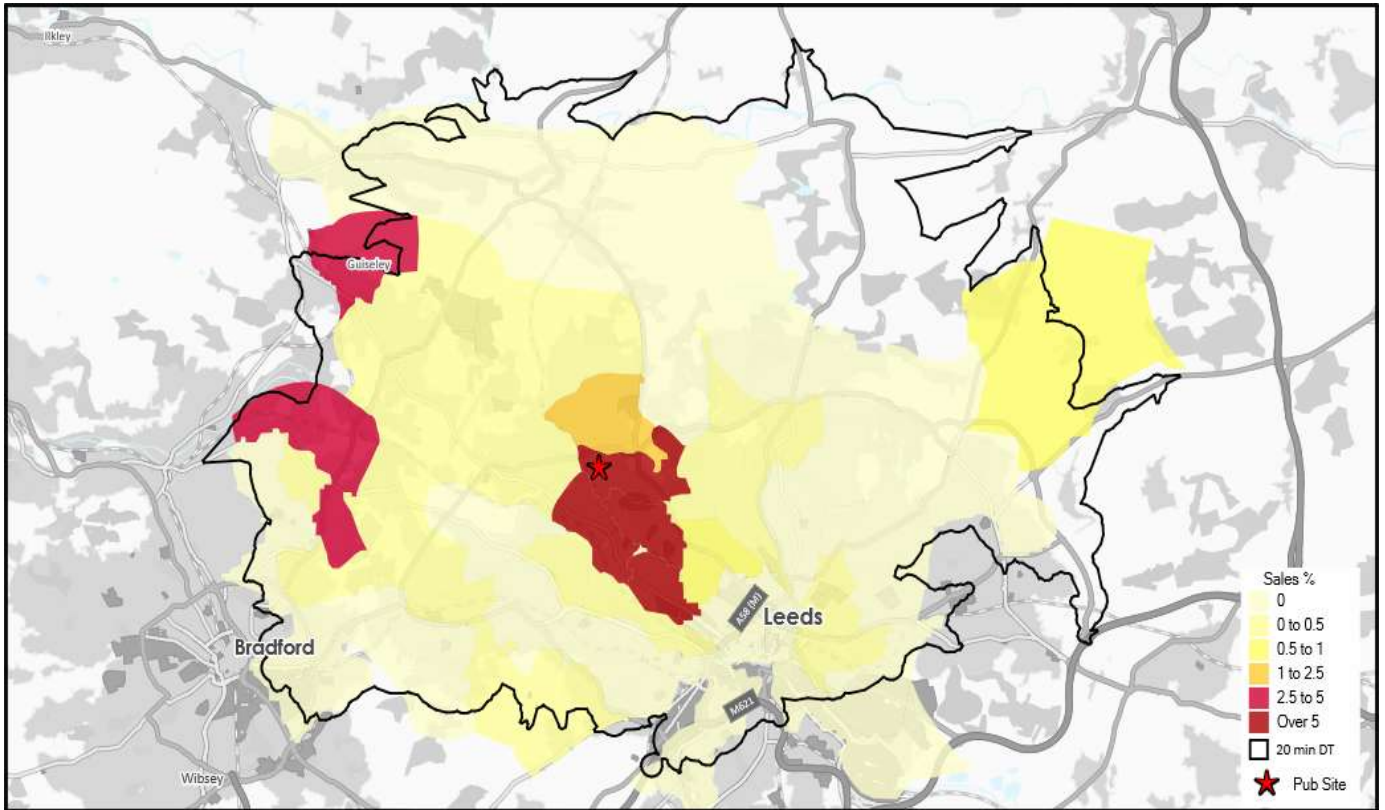 Ilkley
Guiseley
A58 (M)
Leeds
Bradford
M621
Wibsey
Sales %
0
0 to 0.5
0.5 to 1
1 to 2.5
2.5 to 5
Over 5
20 min DT
Pub Site